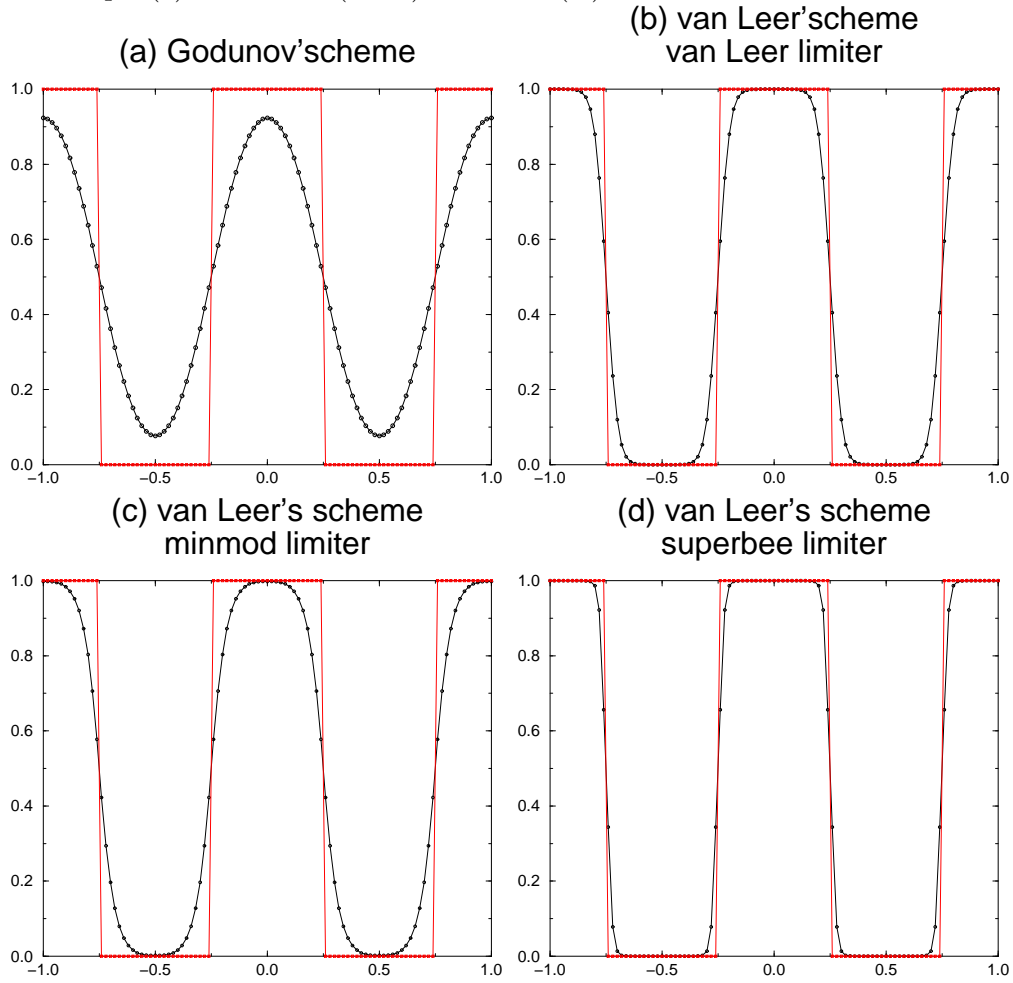 (a) Godunov'scheme
(b) van Leer'scheme
van Leer limiter
1.0
0.8
0.6
0.4
0.2
0.0
−1.0 −0.5 0.0 0.5 1.0
1.0
0.8
0.6
0.4
0.2
0.0
−1.0 −0.5 0.0 0.5 1.0
(c) van Leer's scheme
minmod limiter
(d) van Leer's scheme
superbee limiter
1.0
0.8
0.6
0.4
0.2
0.0
−1.0 −0.5 0.0 0.5 1.0
1.0
0.8
0.6
0.4
0.2
0.0
−1.0 −0.5 0.0 0.5 1.0